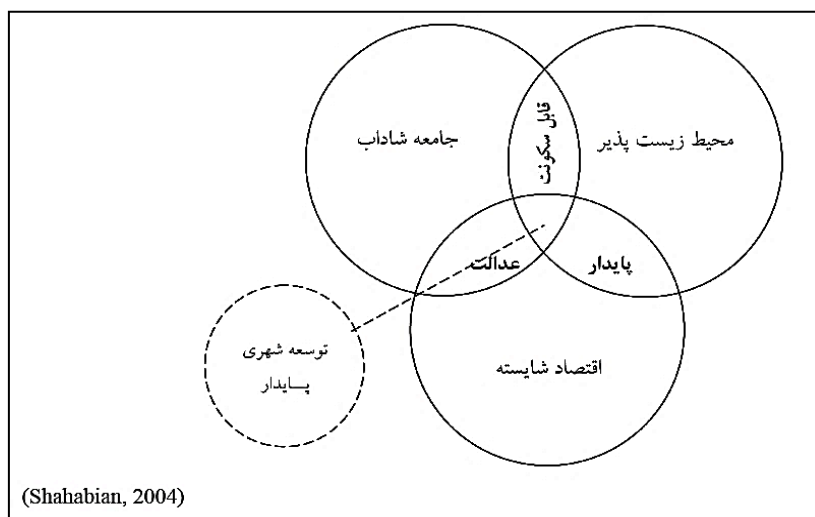 جامعه شاداب
قابل سکونت
محیط زیست پذیر
عدالت
پایدار
توسعه شهری
پـــایدار
اقتصاد شایسته
(Shahabian, 2004)